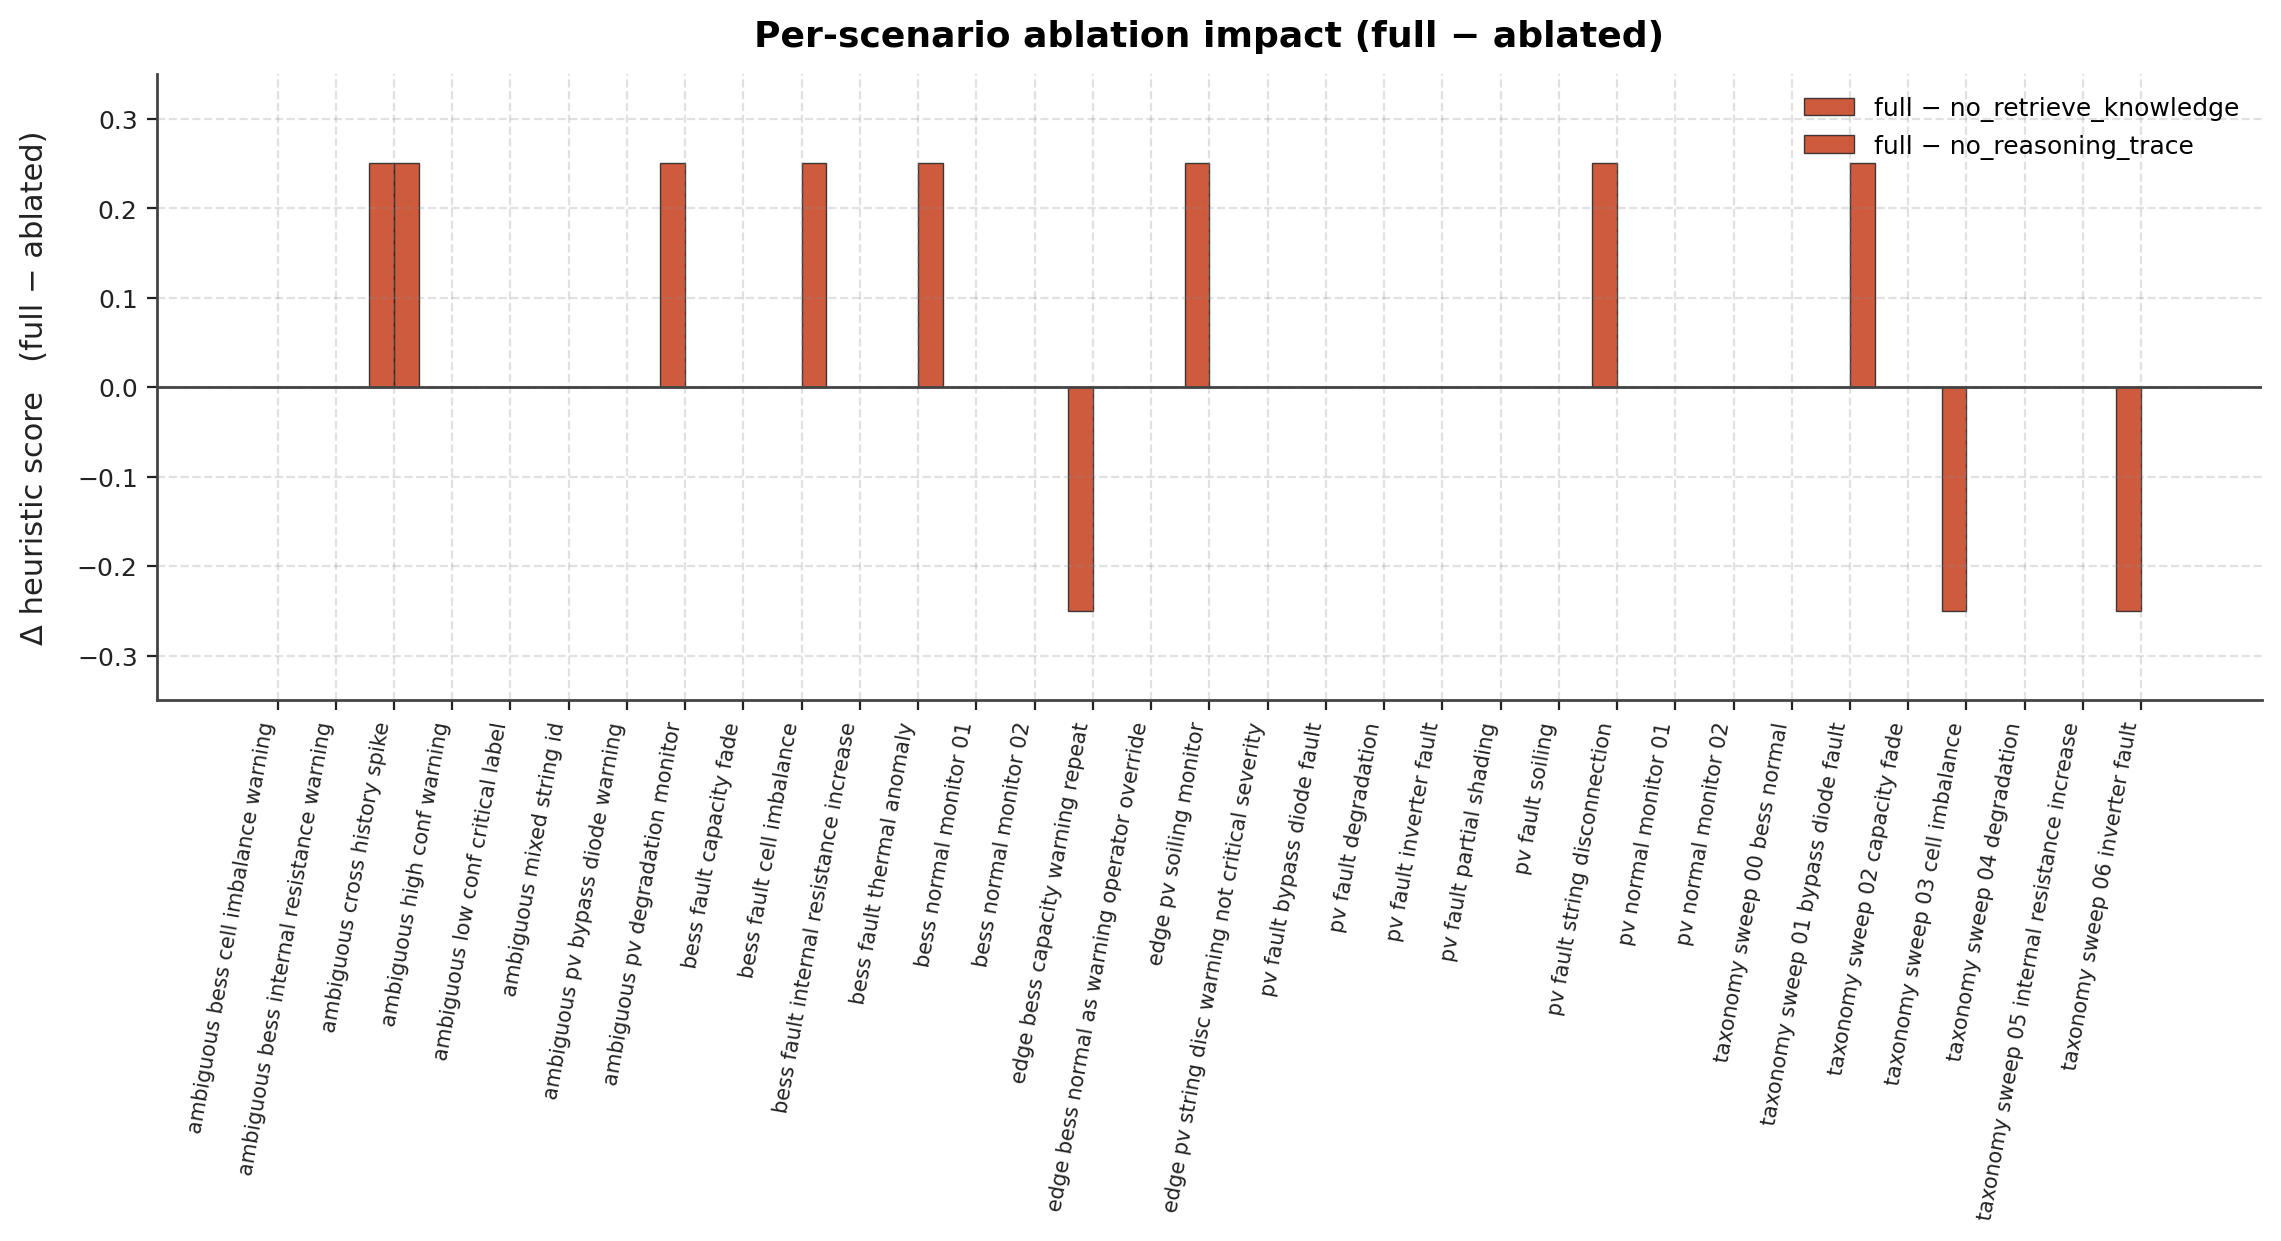 Per-scenario ablation impact (full − ablated)
full − no_retrieve_knowledge
full − no_reasoning_trace
Δ heuristic score   (full − ablated)
0.3
0.2
0.1
0.0
−0.1
−0.2
−0.3
ambiguous bess cell imbalance warning
ambiguous bess internal resistance warning
ambiguous cross history spike
ambiguous high conf warning
ambiguous low conf critical label
ambiguous mixed string id
ambiguous pv bypass diode warning
ambiguous pv degradation monitor
bess fault capacity fade
bess fault cell imbalance
bess fault internal resistance increase
bess fault thermal anomaly
bess normal monitor 01
bess normal monitor 02
edge bess capacity warning repeat
edge bess normal as warning operator override
edge pv soiling monitor
edge pv string disc warning not critical severity
pv fault bypass diode fault
pv fault degradation
pv fault inverter fault
pv fault partial shading
pv fault soiling
pv fault string disconnection
pv normal monitor 01
pv normal monitor 02
taxonomy sweep 00 bess normal
taxonomy sweep 01 bypass diode fault
taxonomy sweep 02 capacity fade
taxonomy sweep 03 cell imbalance
taxonomy sweep 04 degradation
taxonomy sweep 05 internal resistance increase
taxonomy sweep 06 inverter fault